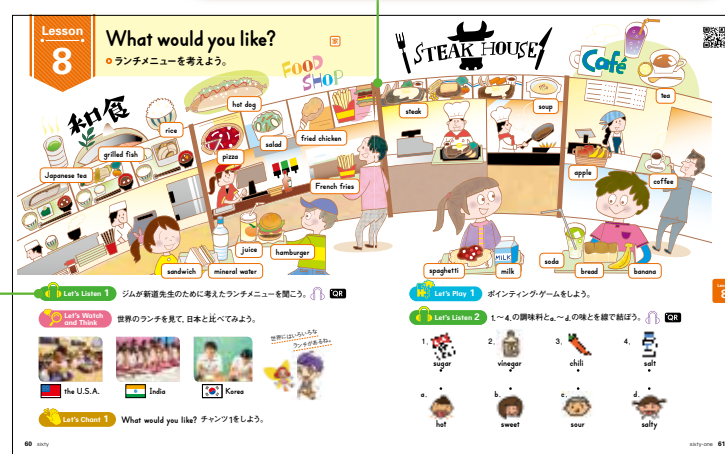 Lesson
8
What would you like?
家
ランチメニューを考えよう。
和食
FOOD
SHOP
STEAK HOUSE
Café
hot dog
rice
grilled fish
Japanese tea
pizza
salad
fried chicken
French fries
juice
hamburger
sandwich
mineral water
steak
soup
tea
apple
coffee
MILK
spaghetti
milk
soda
bread
banana
Let's Listen 1
ジムが新道先生のために考えたランチメニューを聞こう。
QR
Let's Watch
and Think
世界のランチを見て、日本と比べてみよう。
世界にはいろいろな
ランチがあるね。
the U.S.A.
India
Korea
Let's Chant 1
What would you like? チャンツ1をしよう。
60 sixty
Let's Play 1
ポインティング・ゲームをしよう。
Let's Listen 2
1.～4.の調味料とa.～d.の味とを線で結ぼう。
QR
1.
2.
3.
4.
sugar
vinegar
chili
salt
a.
b.
c.
d.
hot
sweet
sour
salty
sixty-one 61